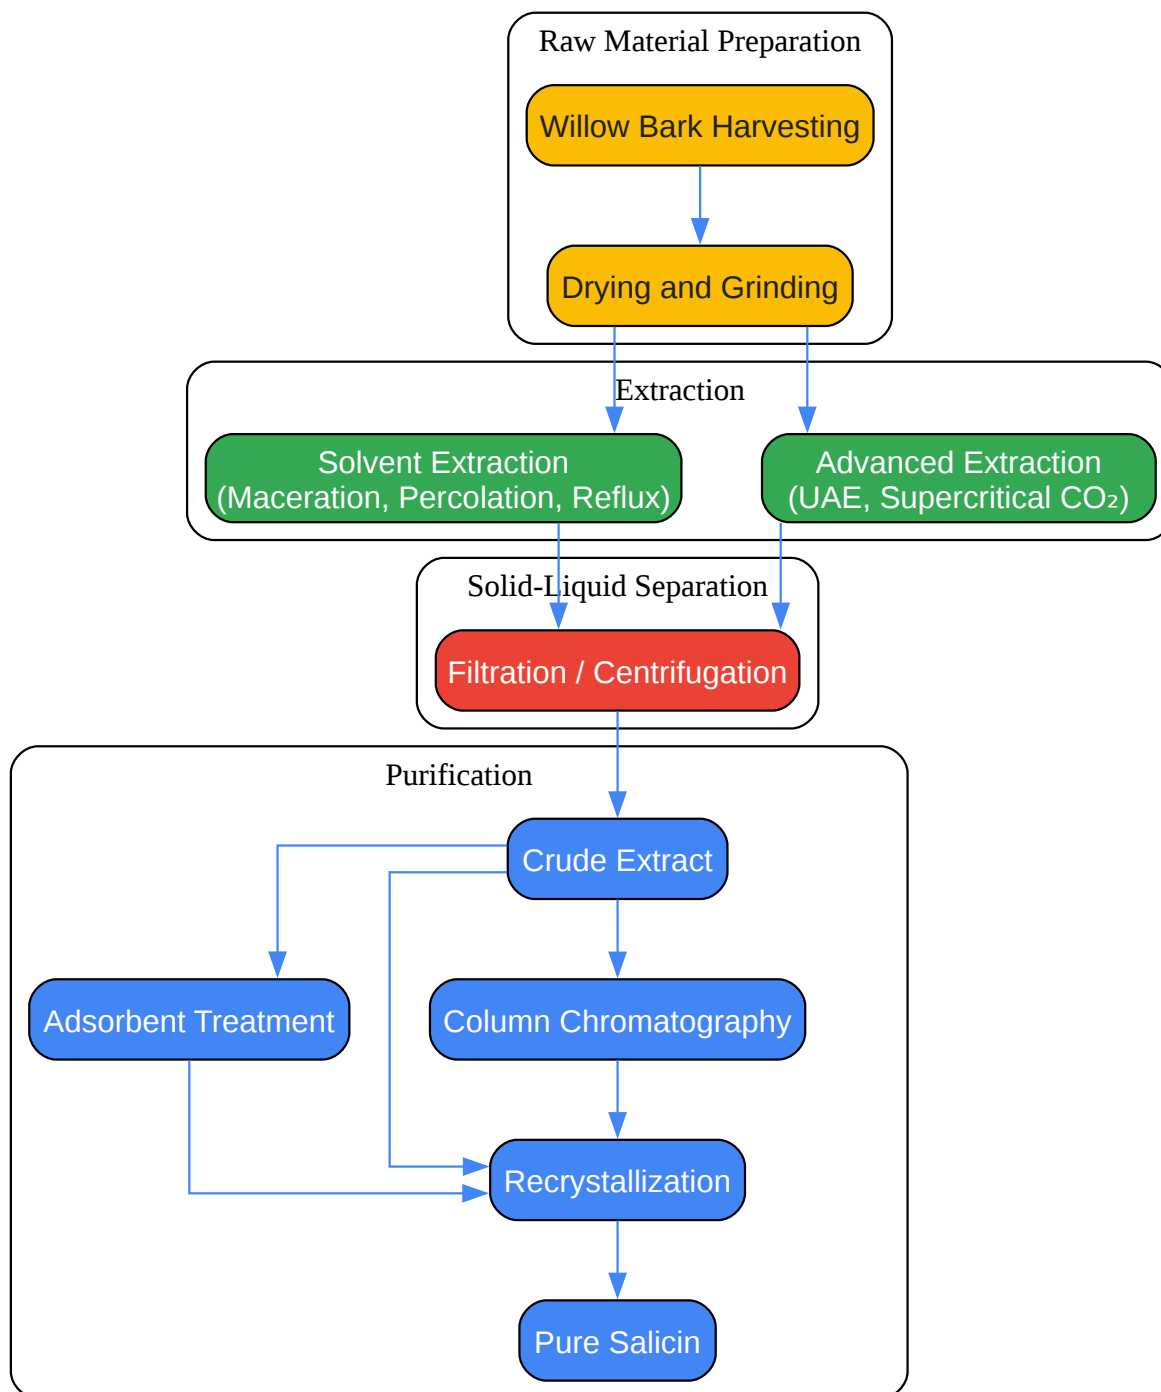 Raw Material Preparation
Willow Bark Harvesting
Drying and Grinding
Extraction
Solvent Extraction
(Maceration, Percolation, Reflux)
Advanced Extraction
(UAE, Supercritical CO₂)
Solid-Liquid Separation
Filtration / Centrifugation
Purification
Crude Extract
Adsorbent Treatment
Column Chromatography
Recrystallization
Pure Salicin